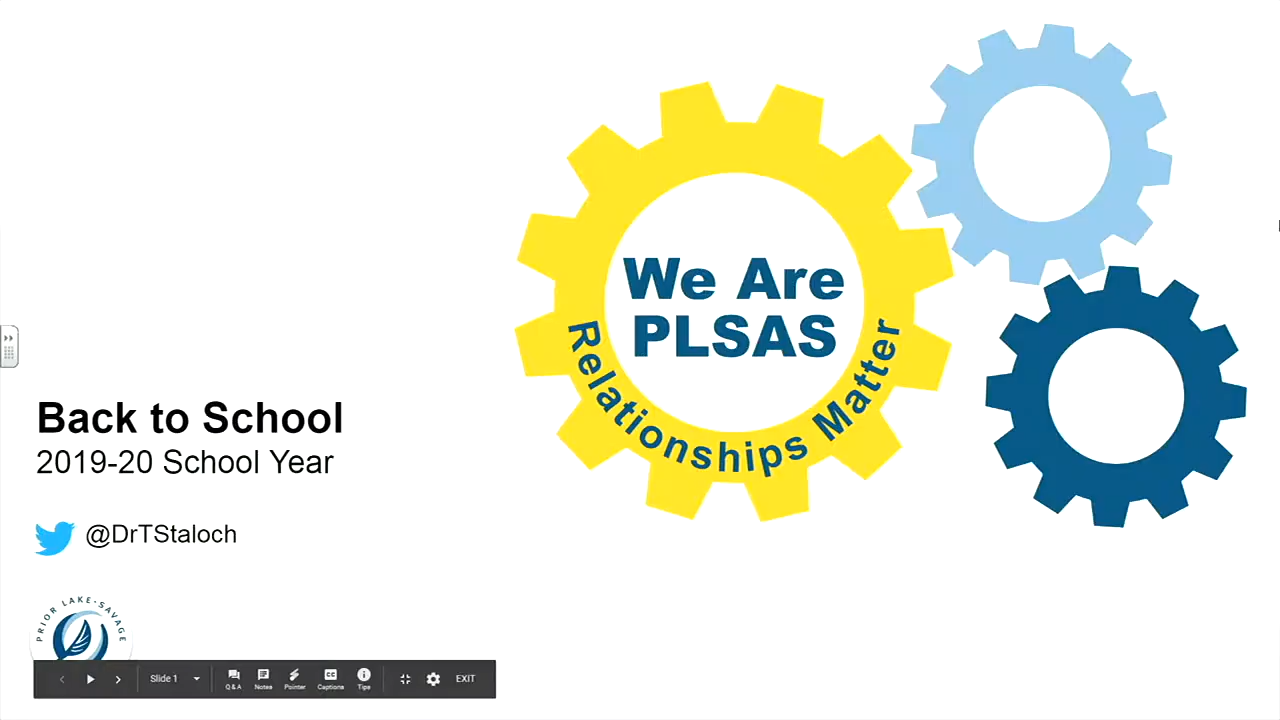 We Are
PLSAS
Relationships Matter
Back to School
2019-20 School Year
@DrTStaloch
PRIOR LAKE-SAVAGE
Slide 1
Q & A
Notes
Pointer
Captions
Tips
EXIT